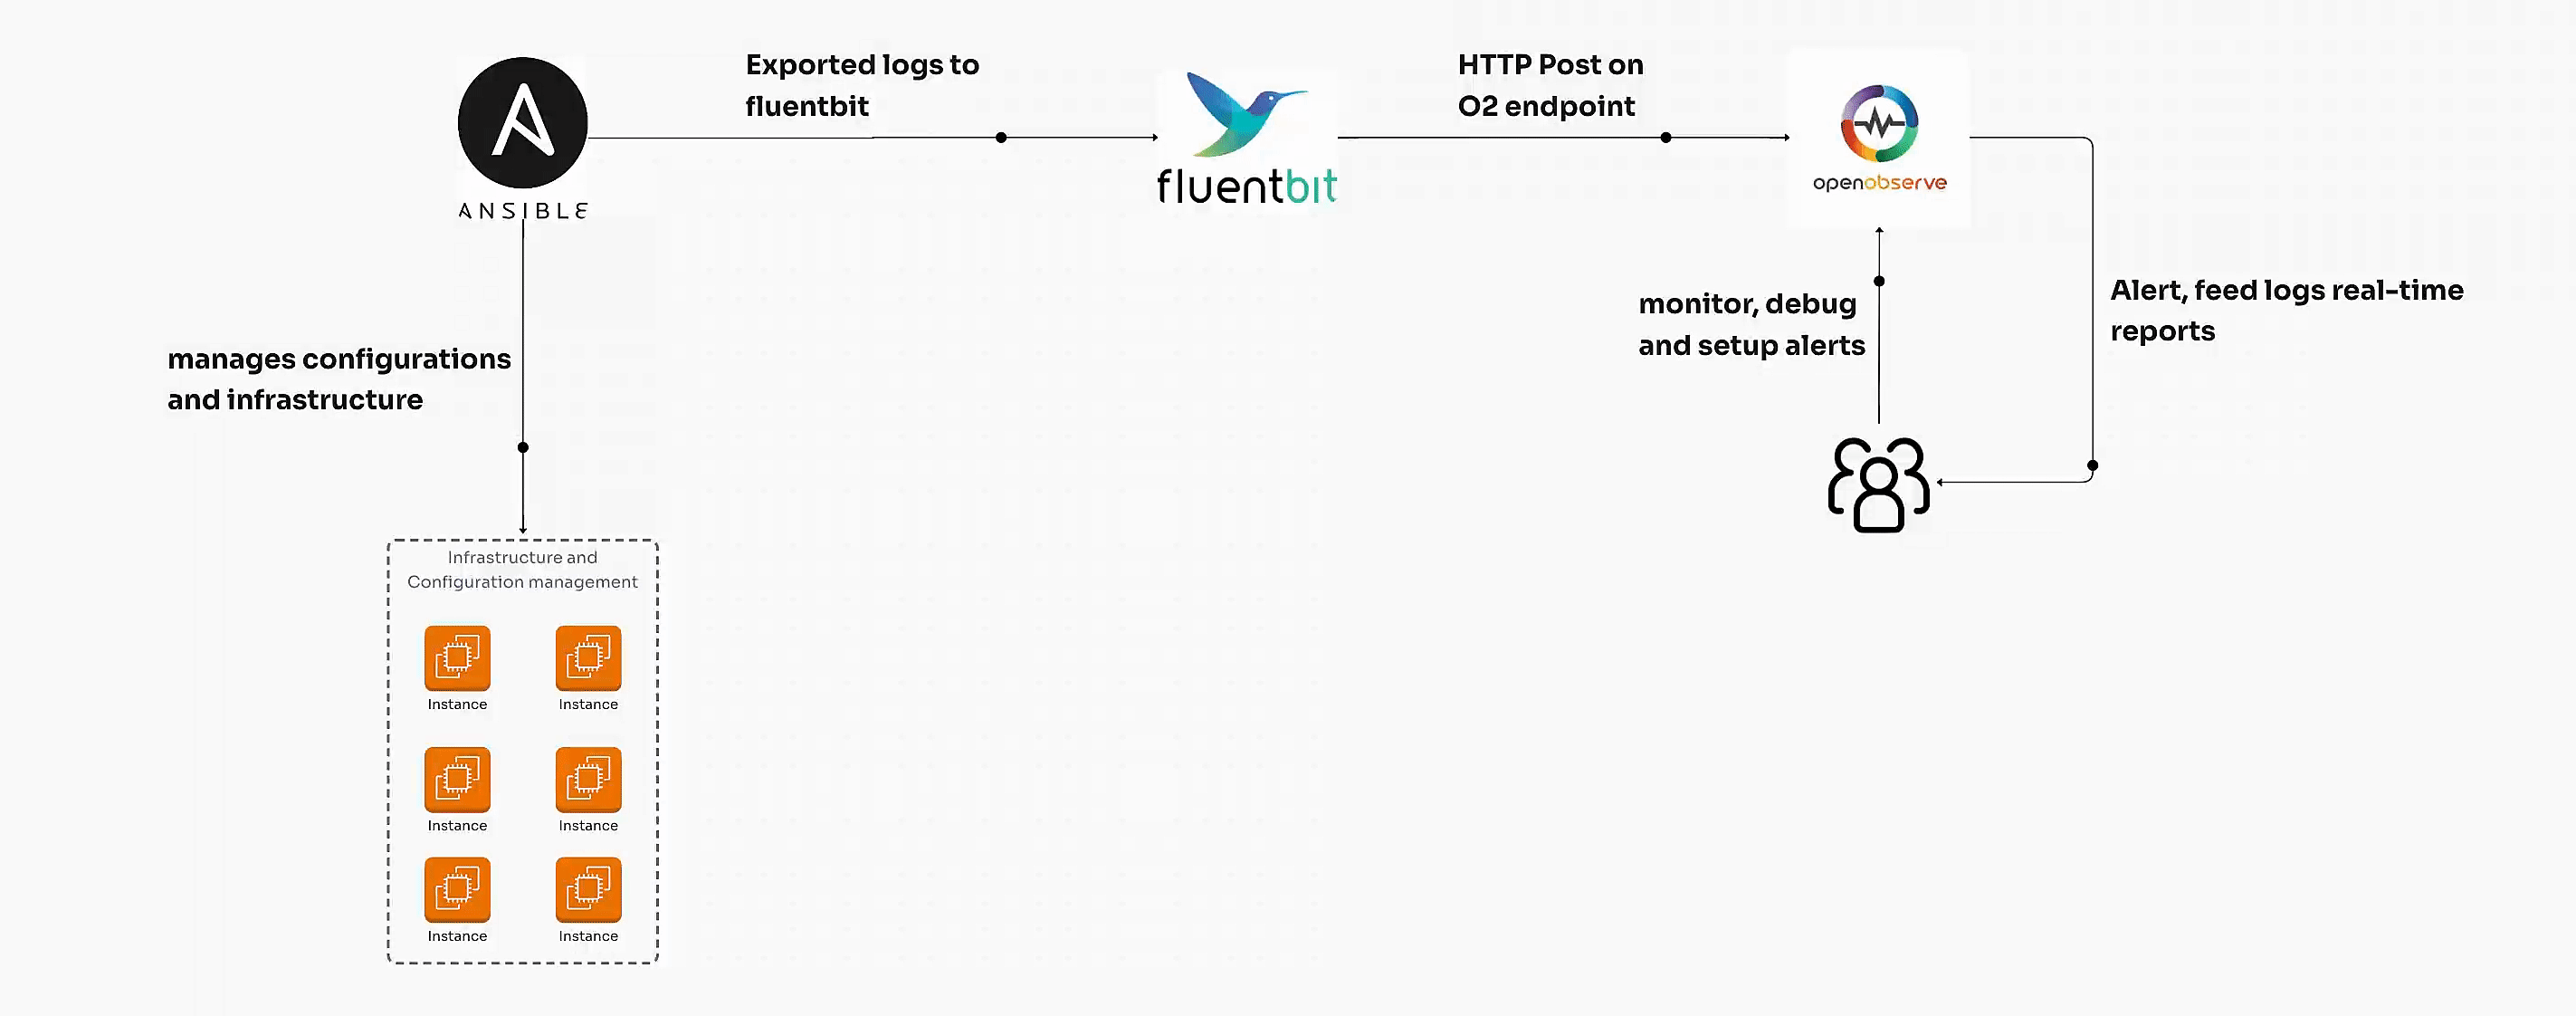 Exported logs to
fluentbit
HTTP Post on
O2 endpoint
ANSIBLE
fluentbit
openobserve
manages configurations
and infrastructure
monitor, debug
and setup alerts
Alert, feed logs real-time
reports
Infrastructure and
Configuration management
Instance
Instance
Instance
Instance
Instance
Instance